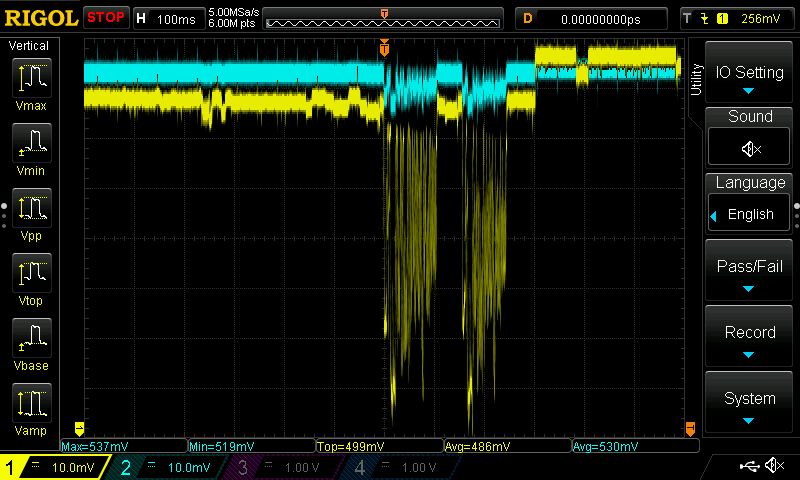 RIGOL STOP H 100ms 5.00MSa/s 6.00M pts D 0.00000000ps T 1 256mV
Vertical
Vmax
Vmin
Vpp
Vtop
Vbase
Vamp
T
T
1
Utility
IO Setting
Sound
Language
English
Pass/Fail
Record
System
Max=537mV Min=519mV Top=499mV Avg=486mV Avg=530mV
1 10.0mV 2 10.0mV 3 1.00 V 4 1.00 V